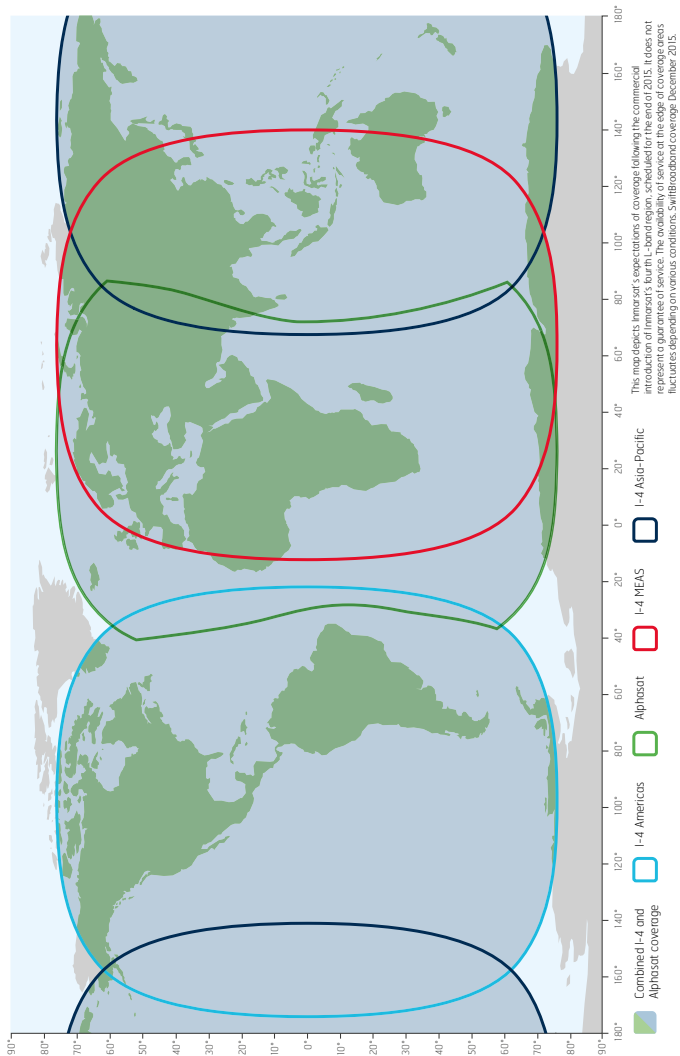 90°
80°
70°
60°
50°
40°
30°
20°
10°
0°
10°
20°
30°
40°
50°
60°
70°
80°
90°
180° 160° 140° 120° 100° 80° 60° 40° 20° 0° 20° 40° 60° 80° 100° 120° 140° 160° 180°
Combined I-4 and
Alphasat coverage
I-4 Americas
Alphasat
I-4 MEAS
I-4 Asia-Pacific
This map depicts Inmarsat's expectations of coverage following the commercial
introduction of Inmarsat's fourth L-band region, scheduled for the end of 2015. It does not
represent a guarantee of service. The availability of service at the edge of coverage areas
fluctuates depending on various conditions. SwiftBroadband coverage December 2015.